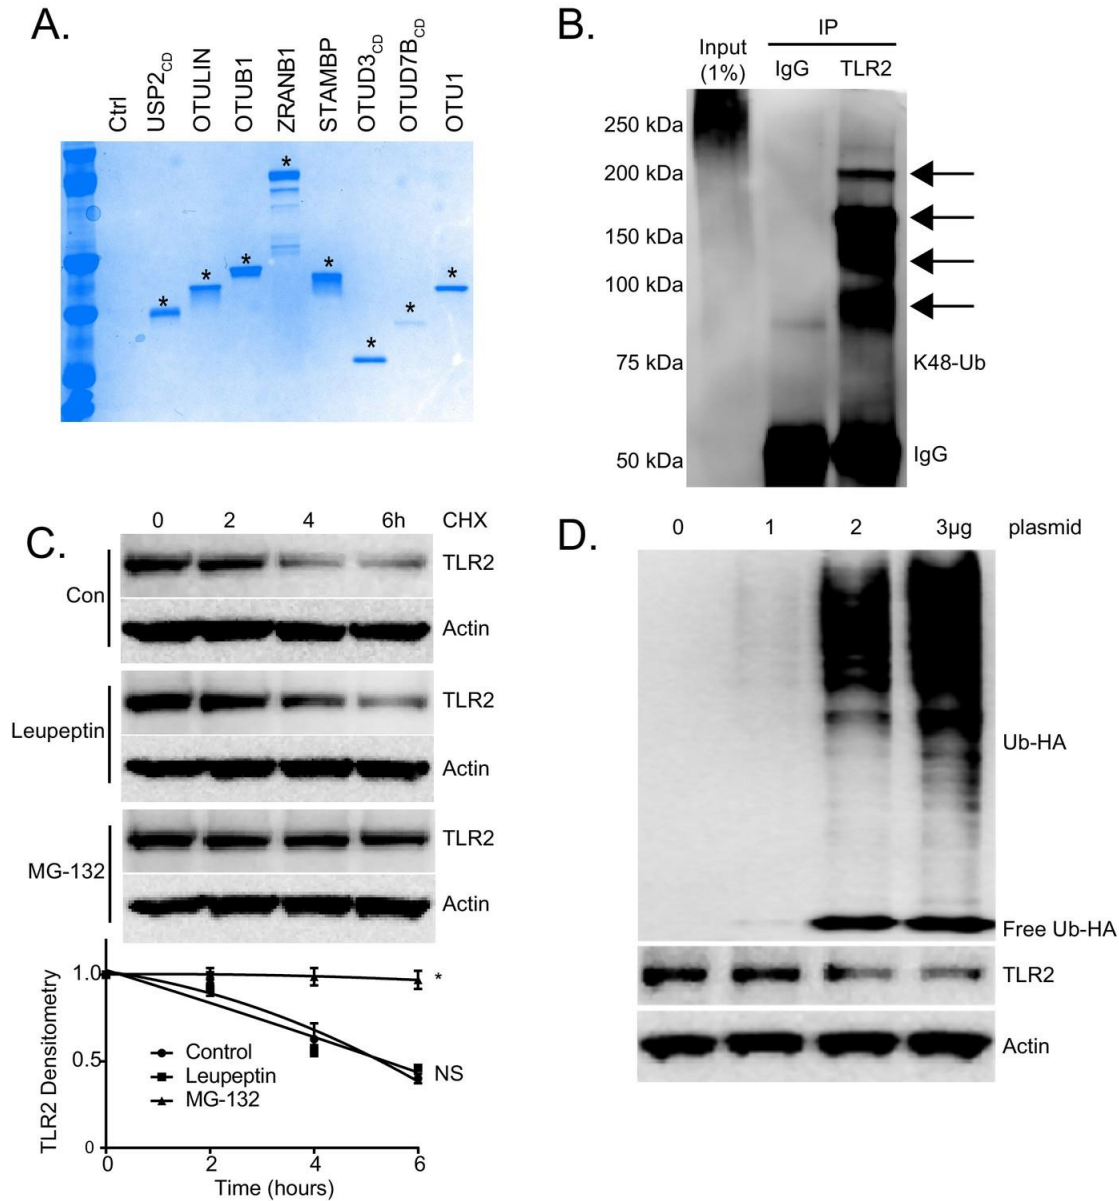 A.
Ctrl
USP2CD
OTULIN
OTUB1
ZRANB1
STAMBP
OTUD3CD
OTUD7BCD
OTU1
* * * * * * * *
B.
IP
Input
(1%)
IgG
TLR2
250 kDa
200 kDa
150 kDa
100 kDa
75 kDa
50 kDa
K48-Ub
IgG
C.
0 2 4 6h CHX
Con
TLR2
Actin
Leupeptin
TLR2
Actin
MG-132
TLR2
Actin
TLR2 Densitometry
1.0
0.5
0
*
NS
Control
Leupeptin
MG-132
0 2 4 6
Time (hours)
D.
0 1 2 3µg plasmid
Ub-HA
Free Ub-HA
TLR2
Actin